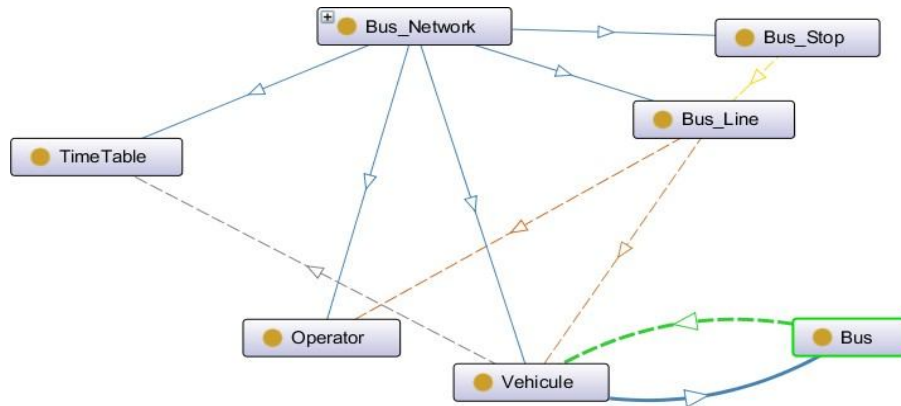 Bus_Network
Bus_Stop
Bus_Line
TimeTable
Operator
Bus
Vehicule